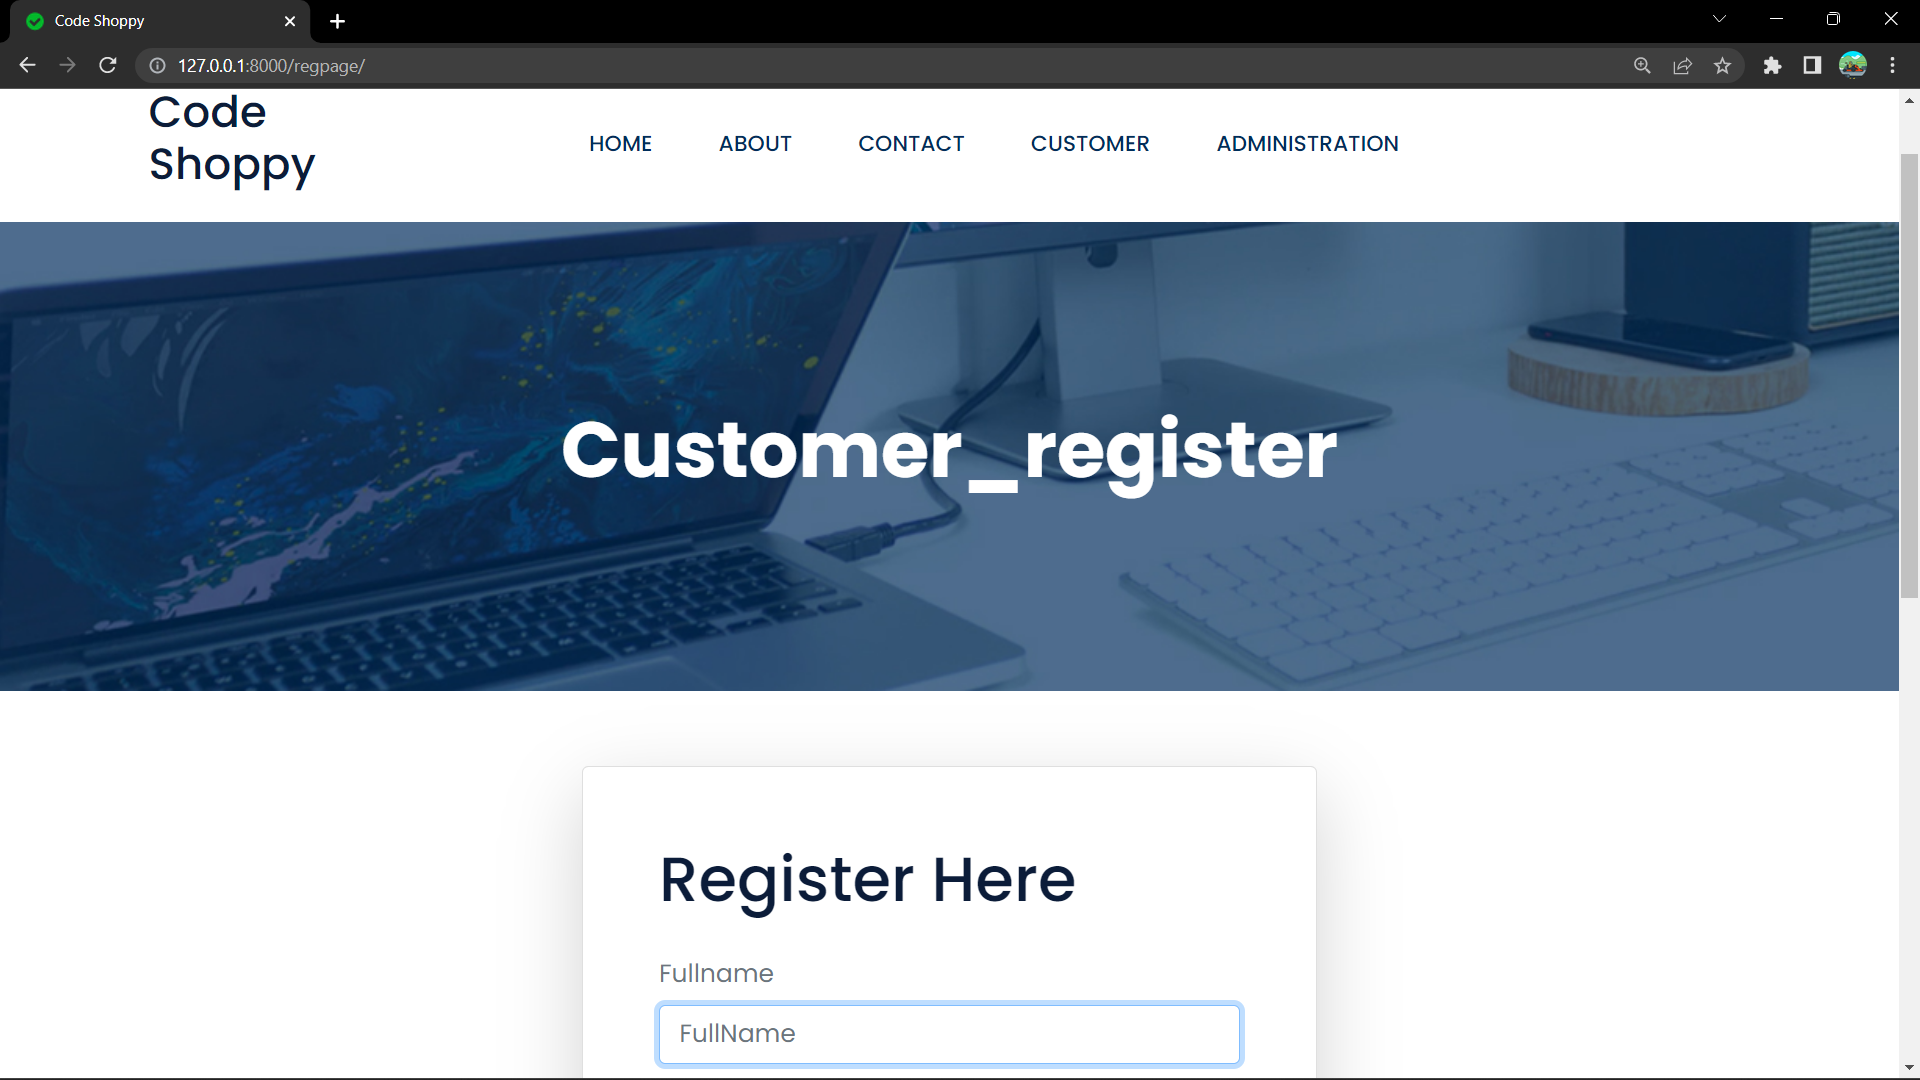 Code Shoppy
127.0.0.1:8000/regpage/
Code
Shoppy
HOME
ABOUT
CONTACT
CUSTOMER
ADMINISTRATION
Customer_register
Register Here
Fullname
FullName